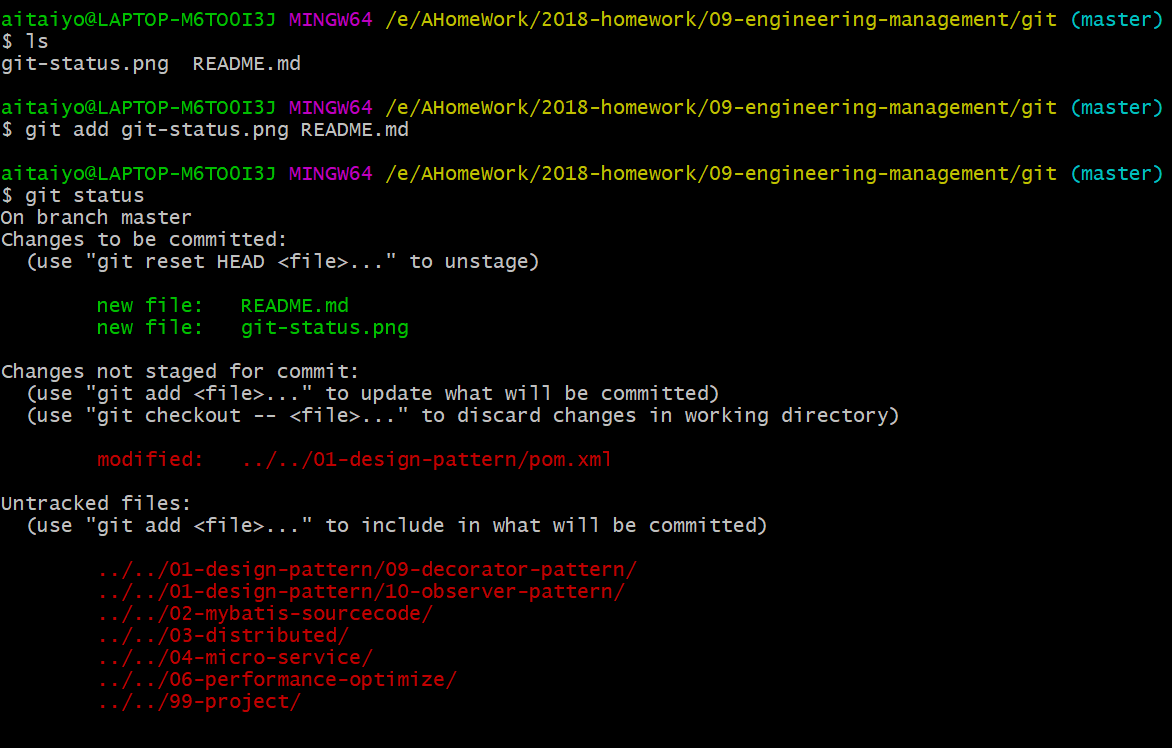 aitaiyo@LAPTOP-M6TOOI3J MINGW64 /e/AHomeWork/2018-homework/09-engineering-management/git (master)
$ ls
git-status.png  README.md
aitaiyo@LAPTOP-M6TOOI3J MINGW64 /e/AHomeWork/2018-homework/09-engineering-management/git (master)
$ git add git-status.png README.md
aitaiyo@LAPTOP-M6TOOI3J MINGW64 /e/AHomeWork/2018-homework/09-engineering-management/git (master)
$ git status
On branch master
Changes to be committed:
  (use "git reset HEAD <file>..." to unstage)
        new file:   README.md
        new file:   git-status.png
Changes not staged for commit:
  (use "git add <file>..." to update what will be committed)
  (use "git checkout -- <file>..." to discard changes in working directory)
        modified:   ../../01-design-pattern/pom.xml
Untracked files:
  (use "git add <file>..." to include in what will be committed)
        ../../01-design-pattern/09-decorator-pattern/
        ../../01-design-pattern/10-observer-pattern/
        ../../02-mybatis-sourcecode/
        ../../03-distributed/
        ../../04-micro-service/
        ../../06-performance-optimize/
        ../../99-project/